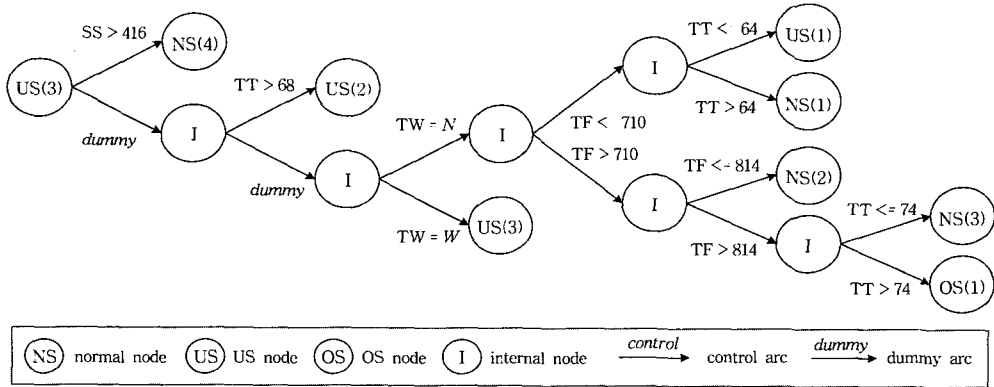 SS > 416
NS(4)
TT <= 64
US(1)
US(3)
TT > 68
US(2)
I
TT > 64
NS(1)
dummy
I
TW = N
I
TF <= 710
TF > 710
dummy
I
TF <= 814
NS(2)
TW = W
US(3)
I
TT <= 74
NS(3)
TF > 814
I
TT > 74
OS(1)
NS normal node US US node OS OS node I internal node control control arc dummy dummy arc